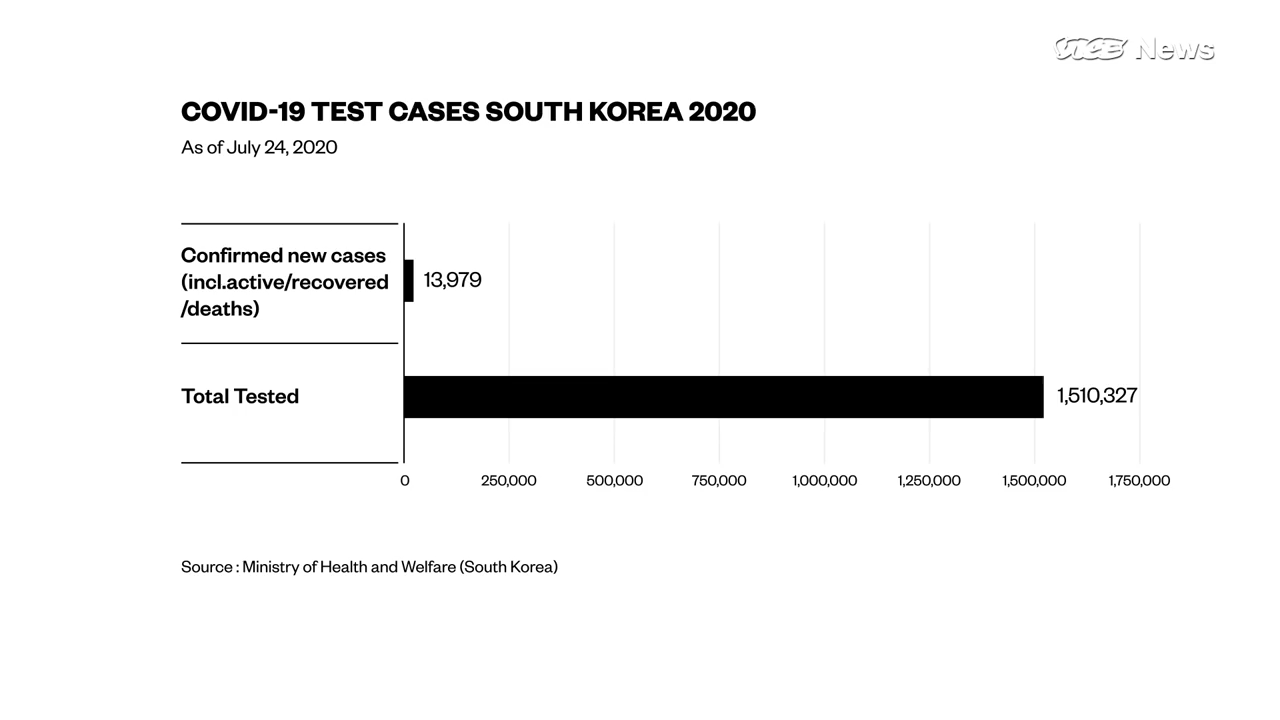 VICE News
COVID-19 TEST CASES SOUTH KOREA 2020
As of July 24, 2020
Confirmed new cases
(incl.active/recovered
/deaths)
13,979
Total Tested
1,510,327
0 250,000 500,000 750,000 1,000,000 1,250,000 1,500,000 1,750,000
Source : Ministry of Health and Welfare (South Korea)